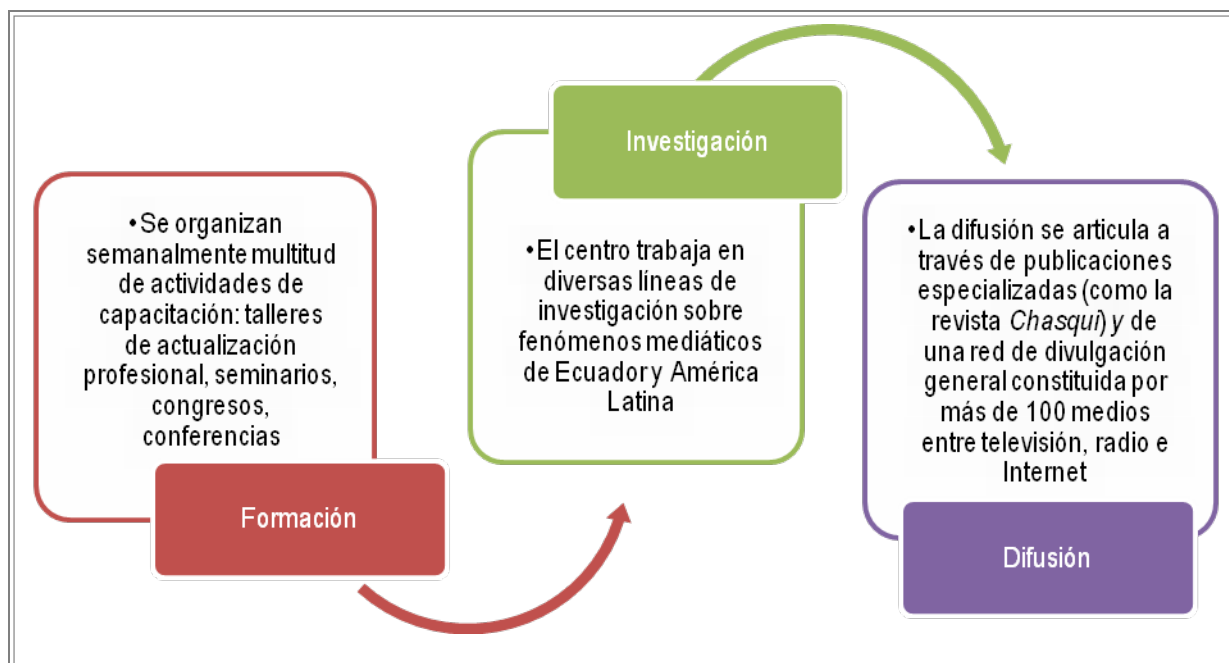 •Se organizan
semanalmente multitud
de actividades de
capacitación: talleres
de actualización
profesional, seminarios,
congresos,
conferencias
Formación
Investigación
•El centro trabaja en
diversas líneas de
investigación sobre
fenómenos mediáticos
de Ecuador y América
Latina
•La difusión se articula a
través de publicaciones
especializadas (como la
revista Chasqui) y de
una red de divulgación
general constituida por
más de 100 medios
entre televisión, radio e
Internet
Difusión